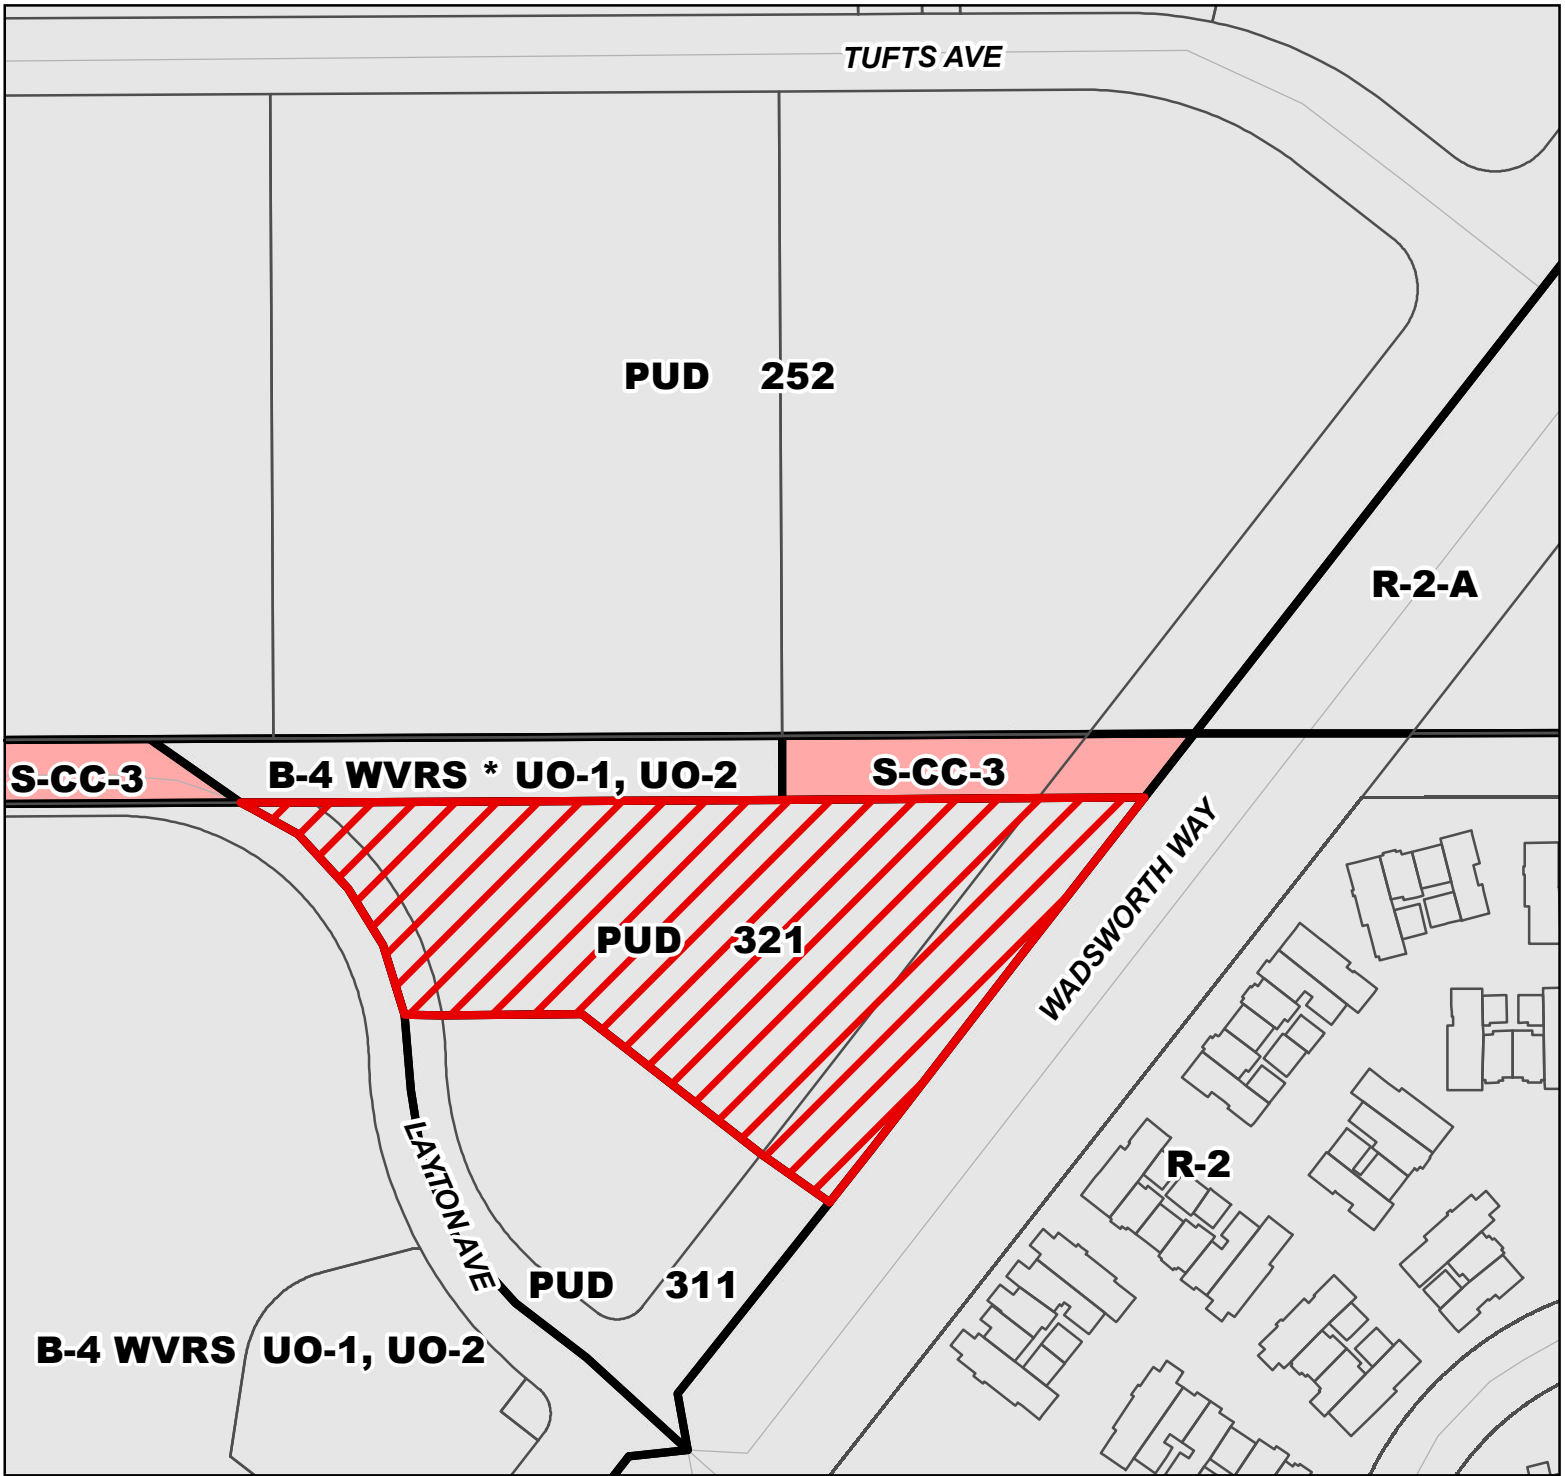 TUFTS AVE
PUD 252
R-2-A
S-CC-3
B-4 WVRS * UO-1, UO-2
S-CC-3
WADSWORTH WAY
PUD 321
LAYTON AVE
R-2
PUD 311
B-4 WVRS UO-1, UO-2